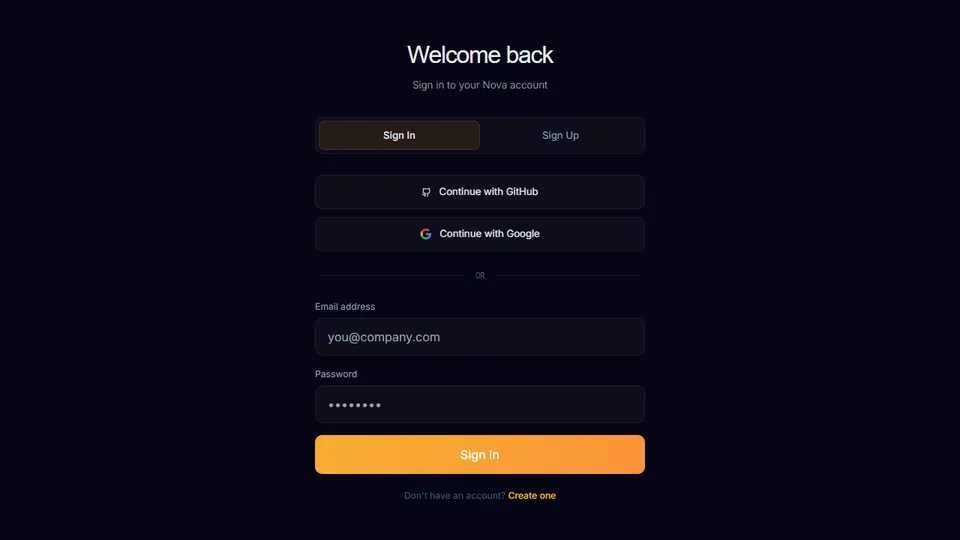 Welcome back
Sign in to your Nova account
Sign In Sign Up
Continue with GitHub
Continue with Google
OR
Email address
you@company.com
Password
••••••••
Sign In
Don't have an account? Create one